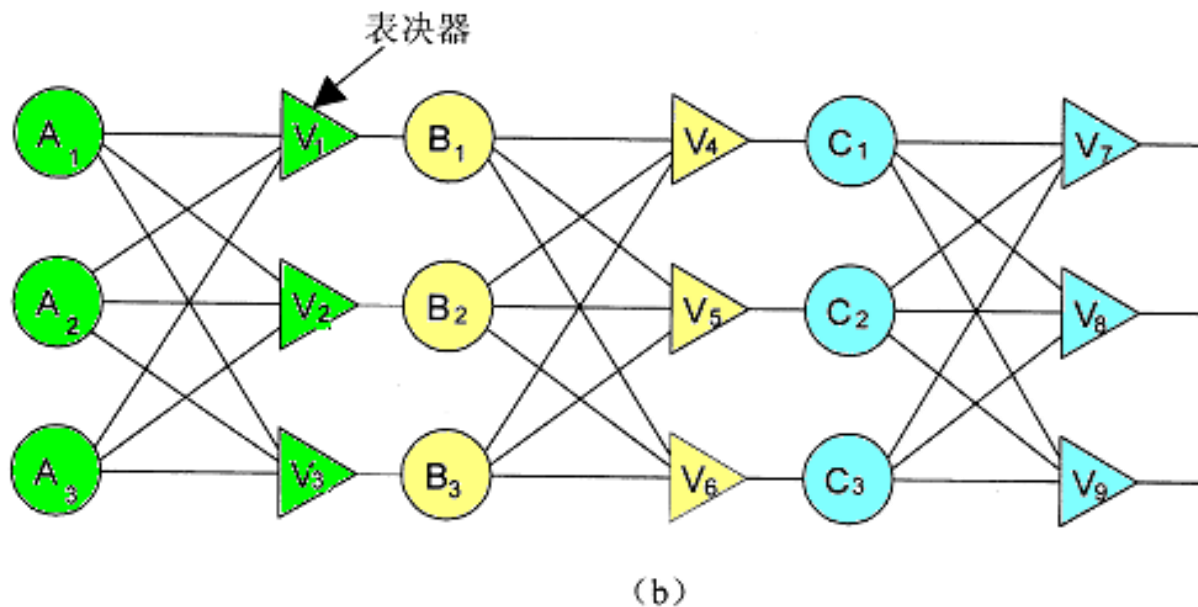 表决器
A1 V1 B1 V4 C1 V7
A2 V2 B2 V5 C2 V8
A3 V3 B3 V6 C3 V9
(b)